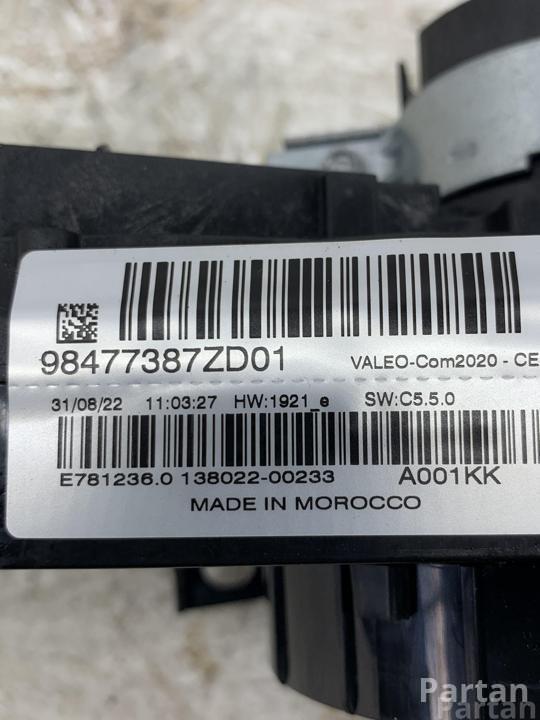 98477387ZD01 VALEO-Com2020 - CE
31/08/22 11:03:27 HW:1921_e SW:C5.5.0
E781236.0 138022-00233 A001KK
MADE IN MOROCCO
Partan
Partan